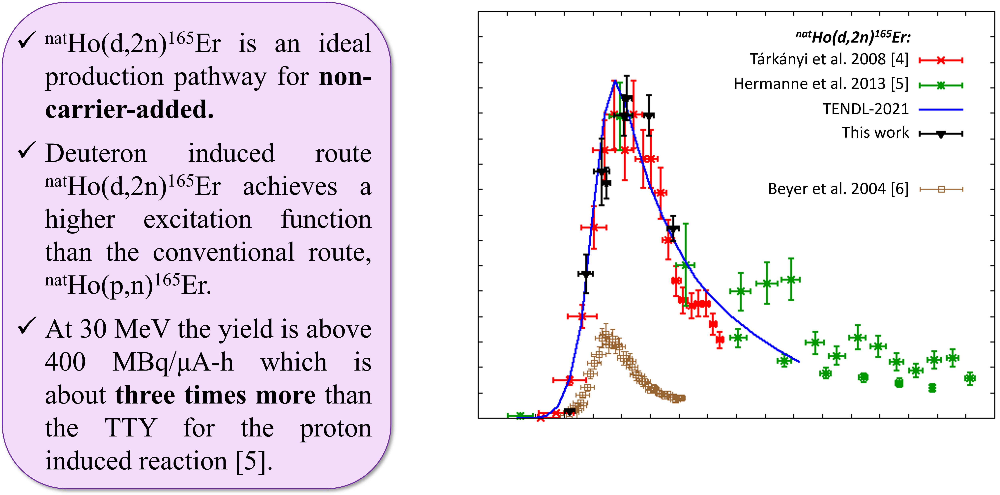 ✓ ⁿᵃᵗHo(d,2n)¹⁶⁵Er is an ideal
production pathway for non-
carrier-added.
✓ Deuteron induced route
ⁿᵃᵗHo(d,2n)¹⁶⁵Er achieves a
higher excitation function
than the conventional route,
ⁿᵃᵗHo(p,n)¹⁶⁵Er.
✓ At 30 MeV the yield is above
400 MBq/μA-h which is
about three times more than
the TTY for the proton
induced reaction [5].
ⁿᵃᵗHo(d,2n)¹⁶⁵Er:
Tárkányi et al. 2008 [4]
Hermanne et al. 2013 [5]
TENDL-2021
This work
Beyer et al. 2004 [6]